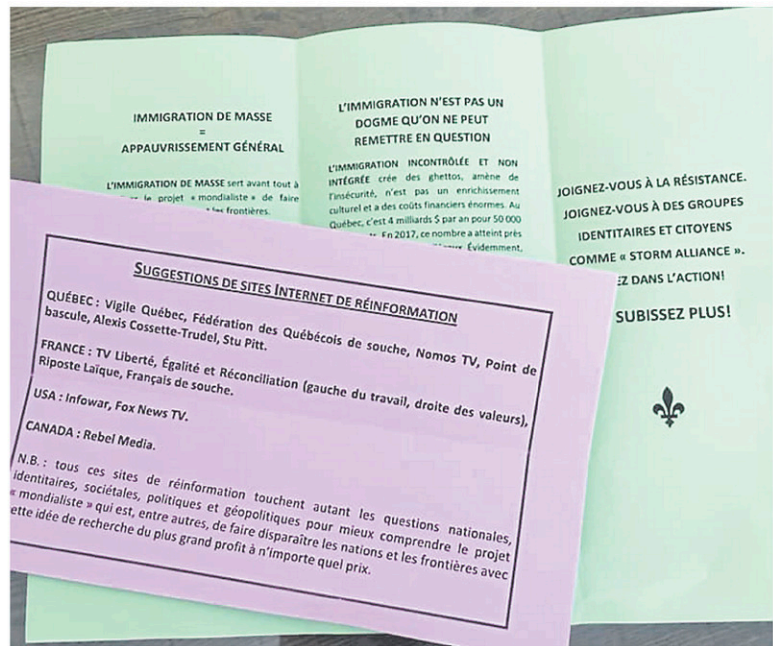 IMMIGRATION DE MASSE
=
APPAUVRISSEMENT GÉNÉRAL
L'IMMIGRATION DE MASSE sert avant tout à
le projet « mondialiste » de faire
les frontières.
L'IMMIGRATION N'EST PAS UN
DOGME QU'ON NE PEUT
REMETTRE EN QUESTION
L'IMMIGRATION INCONTRÔLÉE ET NON
INTÉGRÉE crée des ghettos, amène de
l'insécurité, n'est pas un enrichissement
culturel et a des coûts financiers énormes. Au
Québec, c'est 4 milliards $ par an pour 50 000
En 2017, ce nombre a atteint près
Évidemment,
JOIGNEZ-VOUS À LA RÉSISTANCE.
JOIGNEZ-VOUS À DES GROUPES
IDENTITAIRES ET CITOYENS
COMME « STORM ALLIANCE ».
DANS L'ACTION!
SUBISSEZ PLUS!
SUGGESTIONS DE SITES INTERNET DE RÉINFORMATION
QUÉBEC : Vigile Québec, Fédération des Québécois de souche, Nomos TV, Point de
bascule, Alexis Cossette-Trudel, Stu Pitt.
FRANCE : TV Liberté, Égalité et Réconciliation (gauche du travail, droite des valeurs),
Riposte Laïque, Français de souche.
USA : Infowar, Fox News TV.
CANADA : Rebel Media.
N.B. : tous ces sites de réinformation touchent autant les questions nationales,
identitaires, sociétales, politiques et géopolitiques pour mieux comprendre le projet
« mondialiste » qui est, entre autres, de faire disparaître les nations et les frontières avec
ette idée de recherche du plus grand profit à n'importe quel prix.